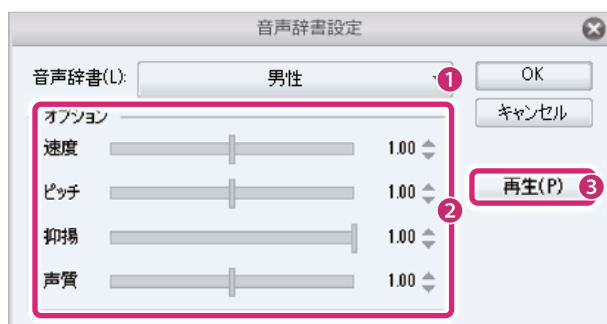 音声辞書設定
音声辞書(L): 男性 1 OK
オプション キャンセル
速度 1.00
ピッチ 1.00 再生(P) 3
2
抑揚 1.00
声質 1.00